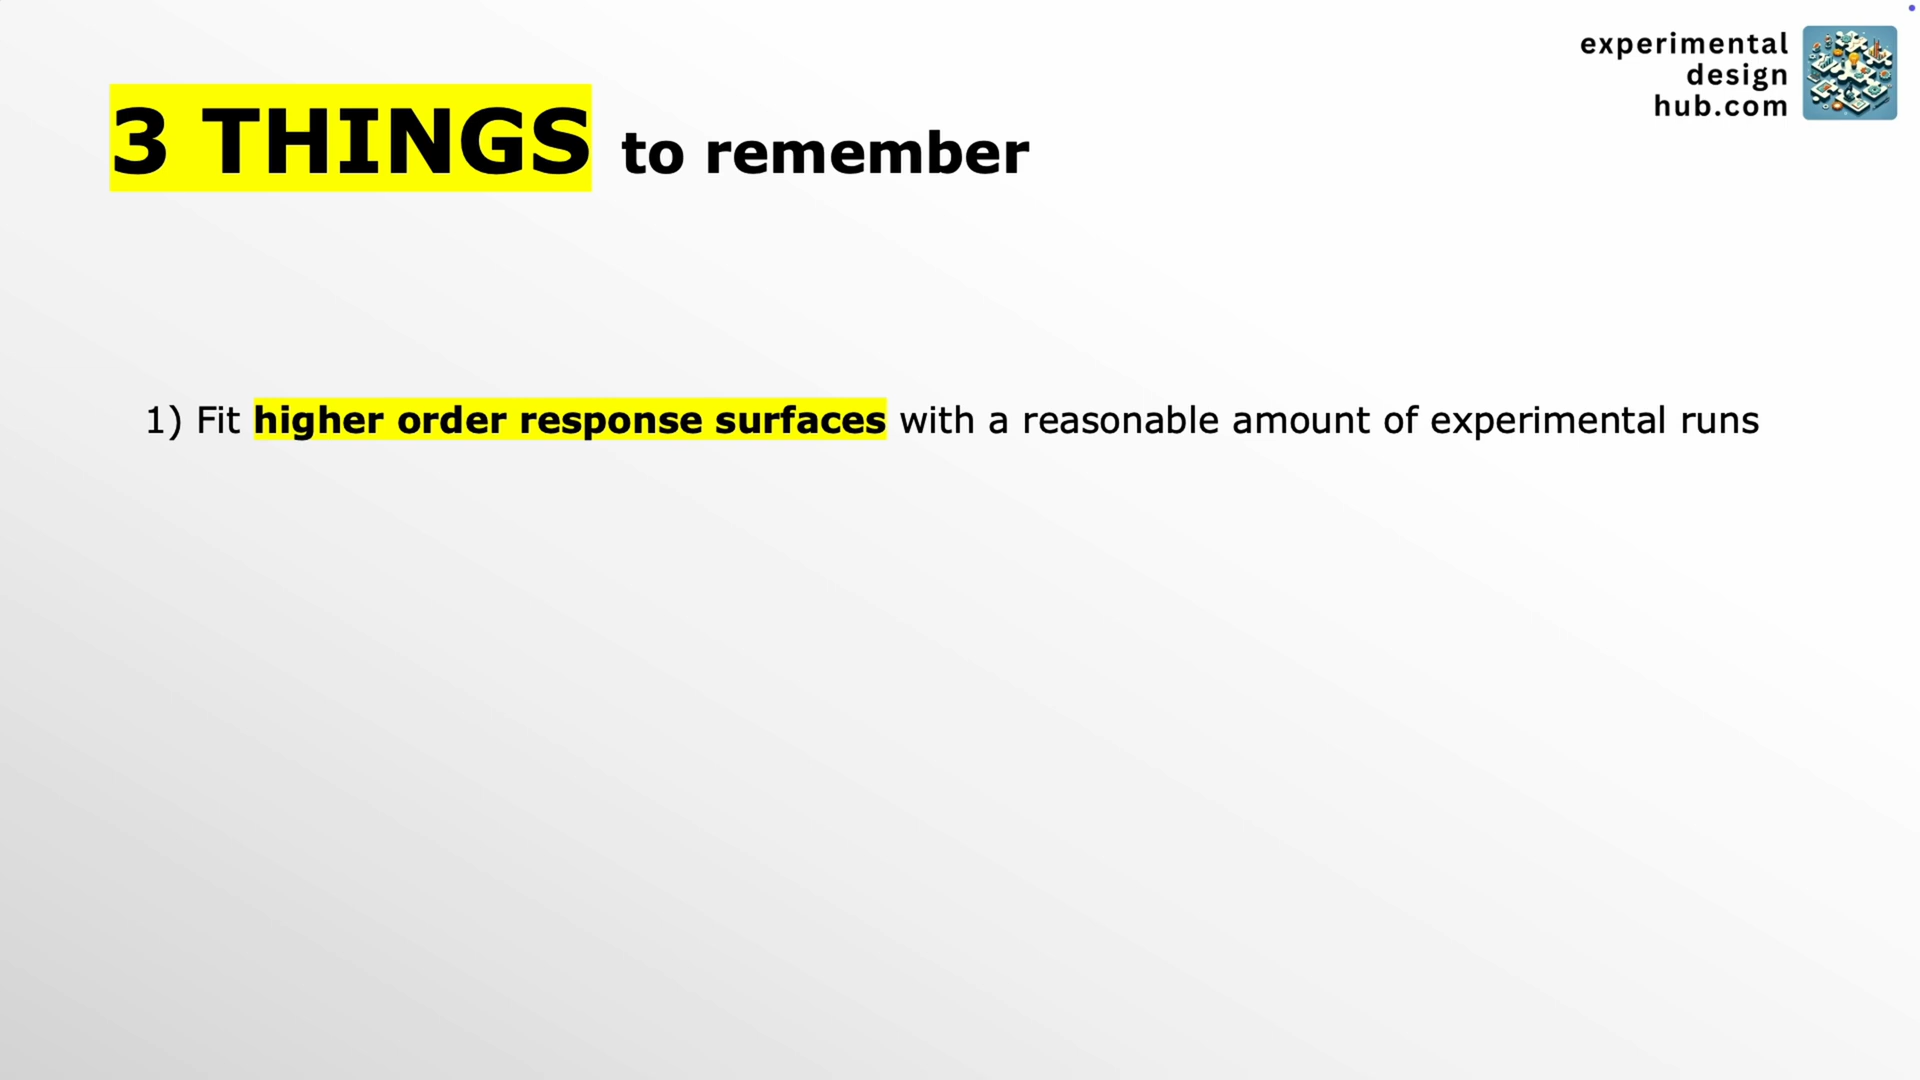 experimental
design
hub.com
3 THINGS to remember
1) Fit higher order response surfaces with a reasonable amount of experimental runs